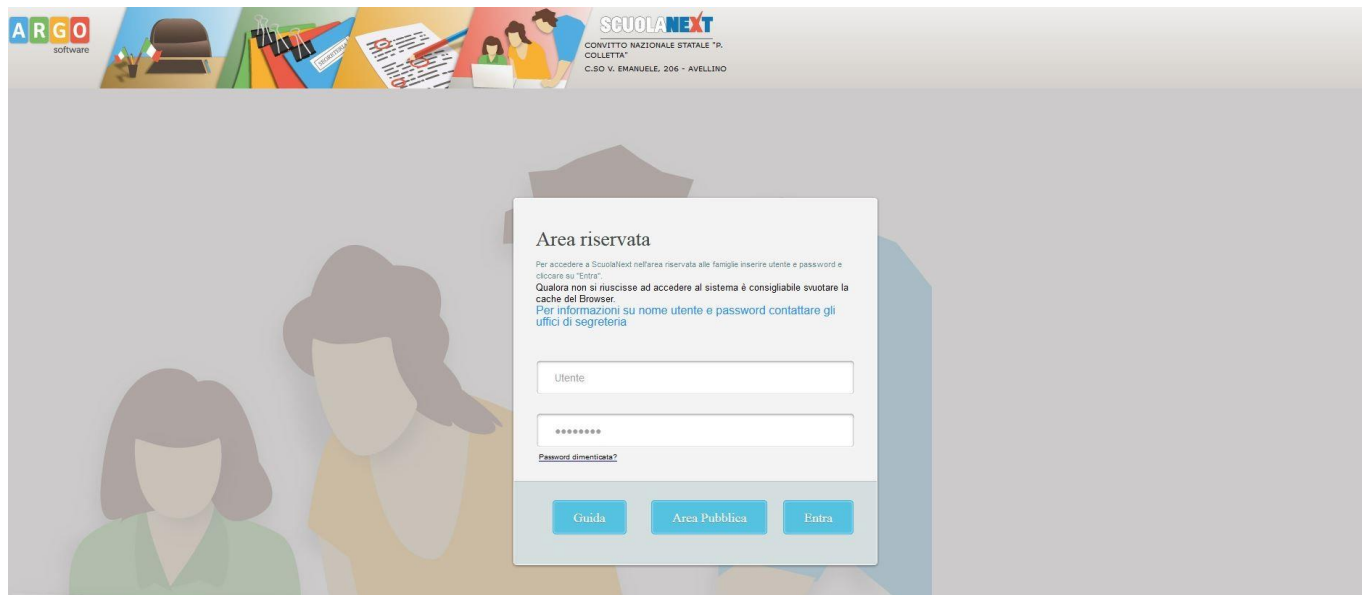 ARGO
software
SEGRETERIA
SCUOLANEXT
CONVITTO NAZIONALE STATALE "P.
COLLETTA"
C.SO V. EMANUELE, 206 - AVELLINO
Area riservata
Per accedere a ScuolaNext nell'area riservata alle famiglie inserire utente e password e
cliccare su "Entra".
Qualora non si riuscisse ad accedere al sistema è consigliabile svuotare la
cache del Browser.
Per informazioni su nome utente e password contattare gli
uffici di segreteria
Utente
Password dimenticata?
Guida
Area Pubblica
Entra